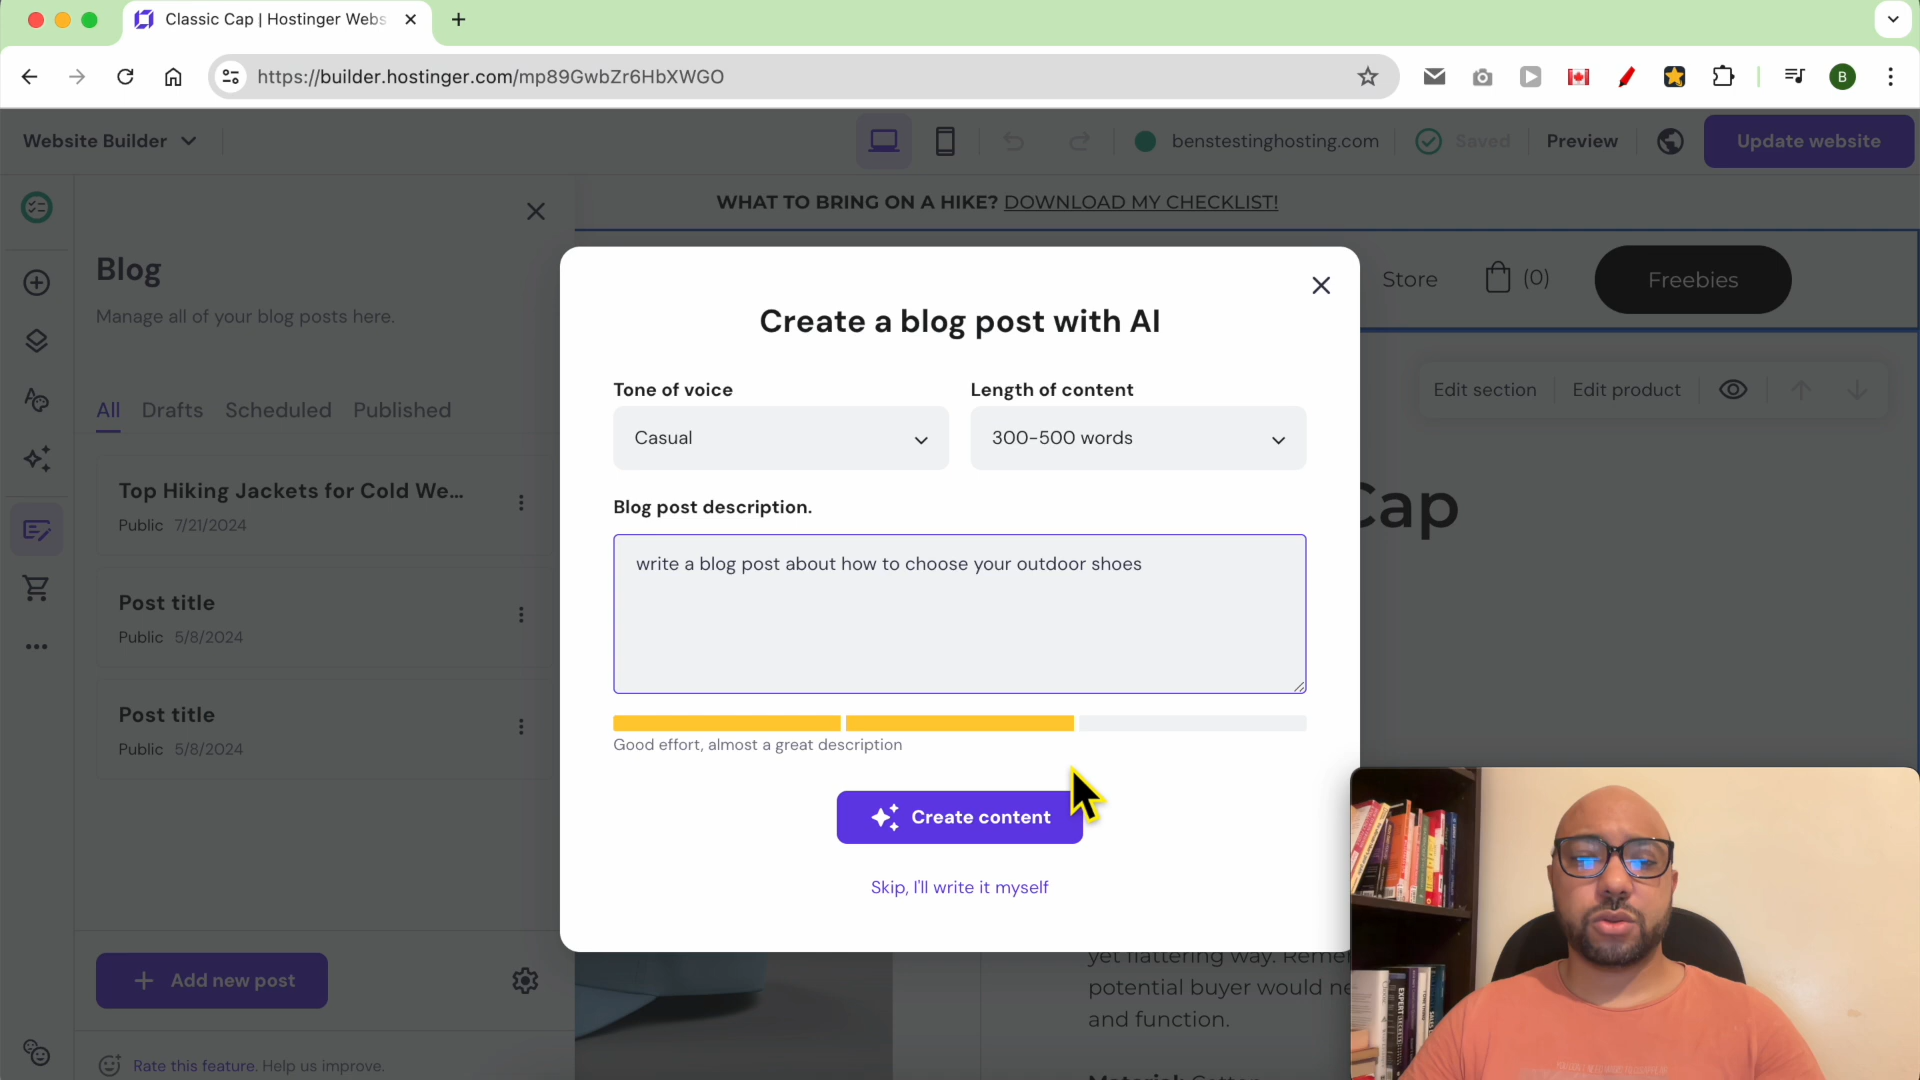 Classic Cap | Hostinger Webs
https://builder.hostinger.com/mp89GwbZr6HbXWGO
B
Website Builder
benstestinghosting.com
Saved
Preview
Update website
WHAT TO BRING ON A HIKE? DOWNLOAD MY CHECKLIST!
Blog
Manage all of your blog posts here.
Store
(0)
Freebies
All
Drafts
Scheduled
Published
Edit section
Edit product
Top Hiking Jackets for Cold We...
Public 7/21/2024
Post title
Public 5/8/2024
Post title
Public 5/8/2024
Cap
Create a blog post with AI
Tone of voice
Length of content
Casual
300-500 words
Blog post description.
write a blog post about how to choose your outdoor shoes
Good effort, almost a great description
Create content
Skip, I'll write it myself
Add new post
yet flattering way.
potential buyer would
and function.
Rate this feature. Help us improve.